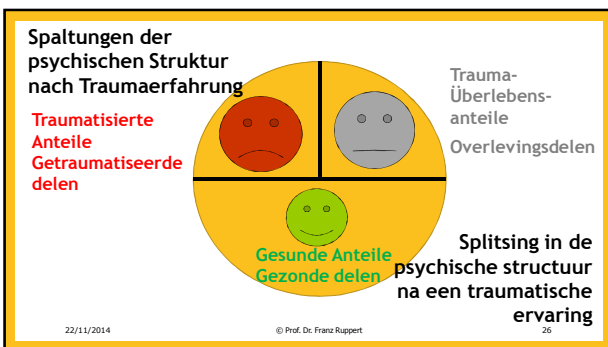 Spaltungen der
psychischen Struktur
nach Traumaerfahrung
Traumatisierte
Anteile
Getraumatiseerde
delen
Trauma-
Überlebens-
anteile
Overlevingsdelen
Gesunde Anteile
Gezonde delen
Splitsing in de
psychische structuur
na een traumatische
ervaring
22/11/2014
© Prof. Dr. Franz Ruppert
26